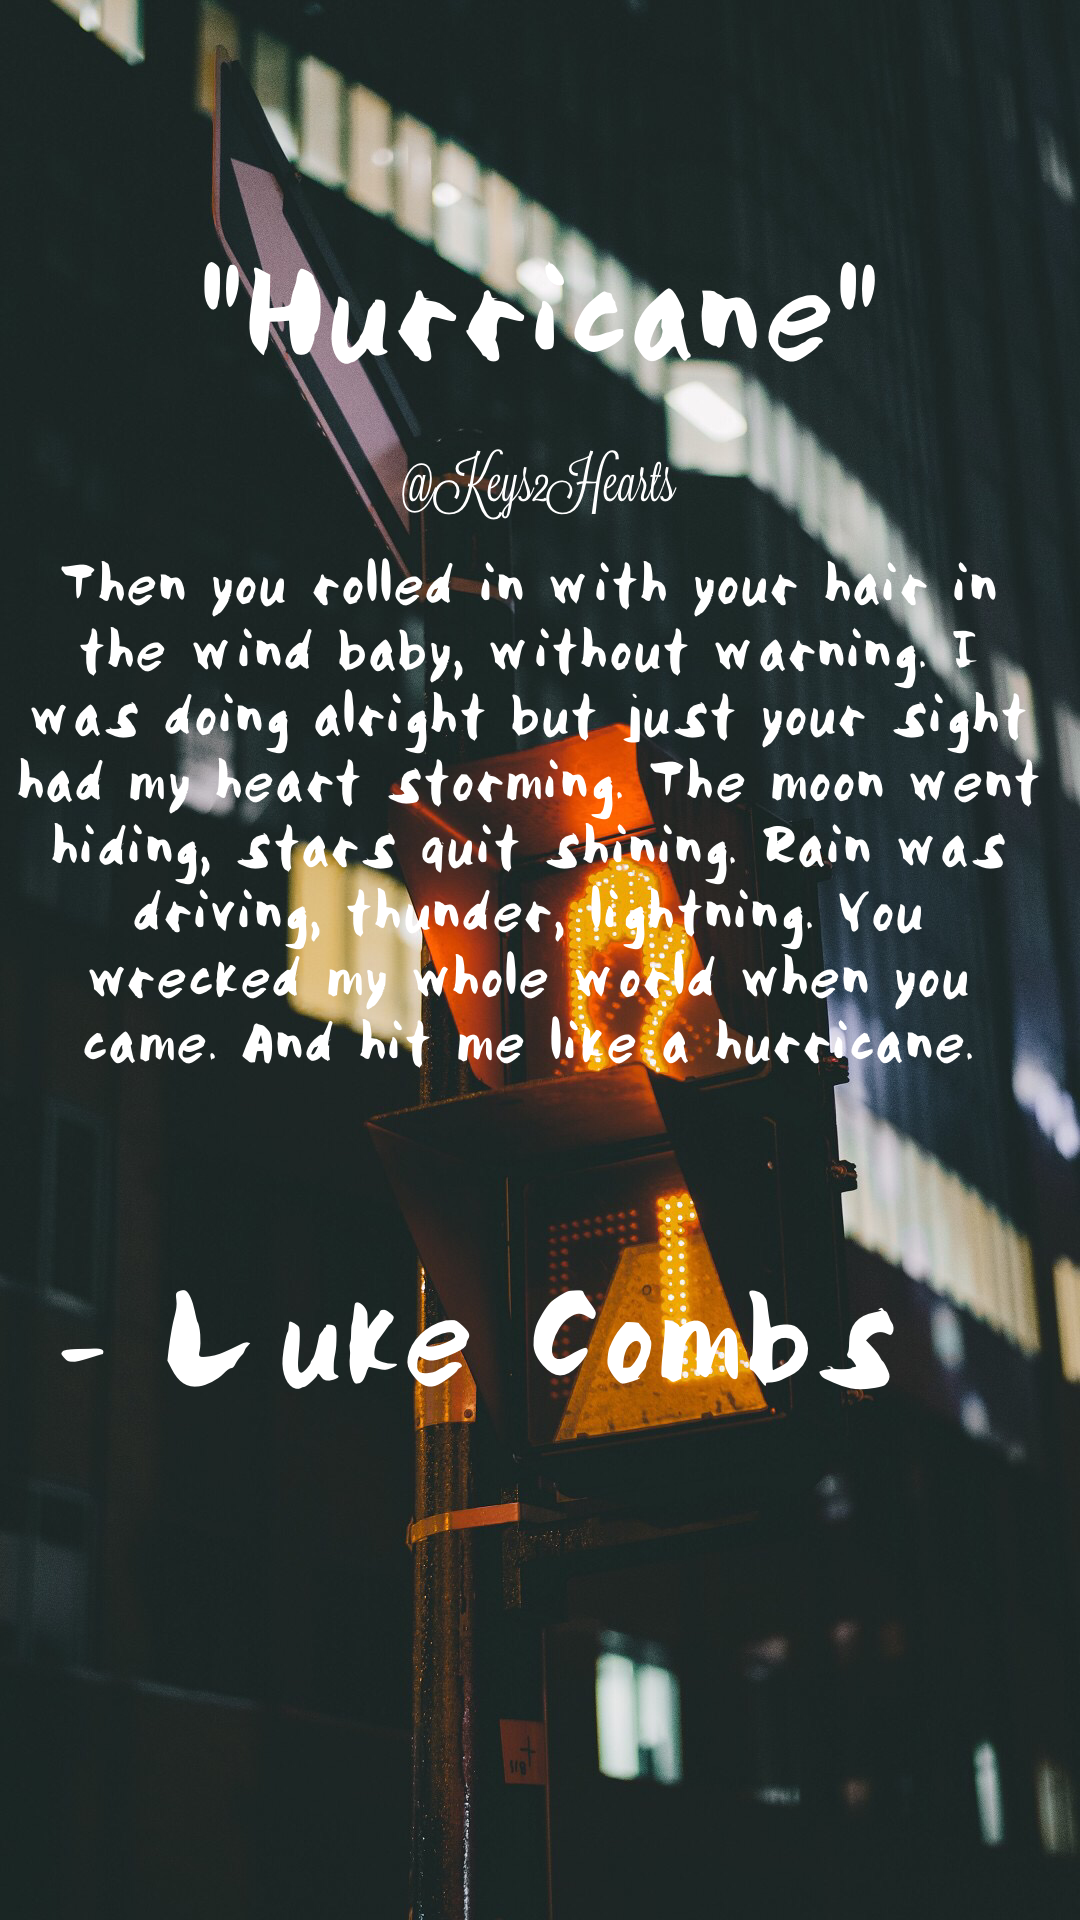 "Hurricane"
@Keys2Hearts
Then you rolled in with your hair in
the wind baby, without warning. I
was doing alright but just your sight
had my heart storming. The moon went
hiding, stars quit shining. Rain was
driving, thunder, lightning. You
wrecked my whole world when you
came. And hit me like a hurricane.
- Luke Combs